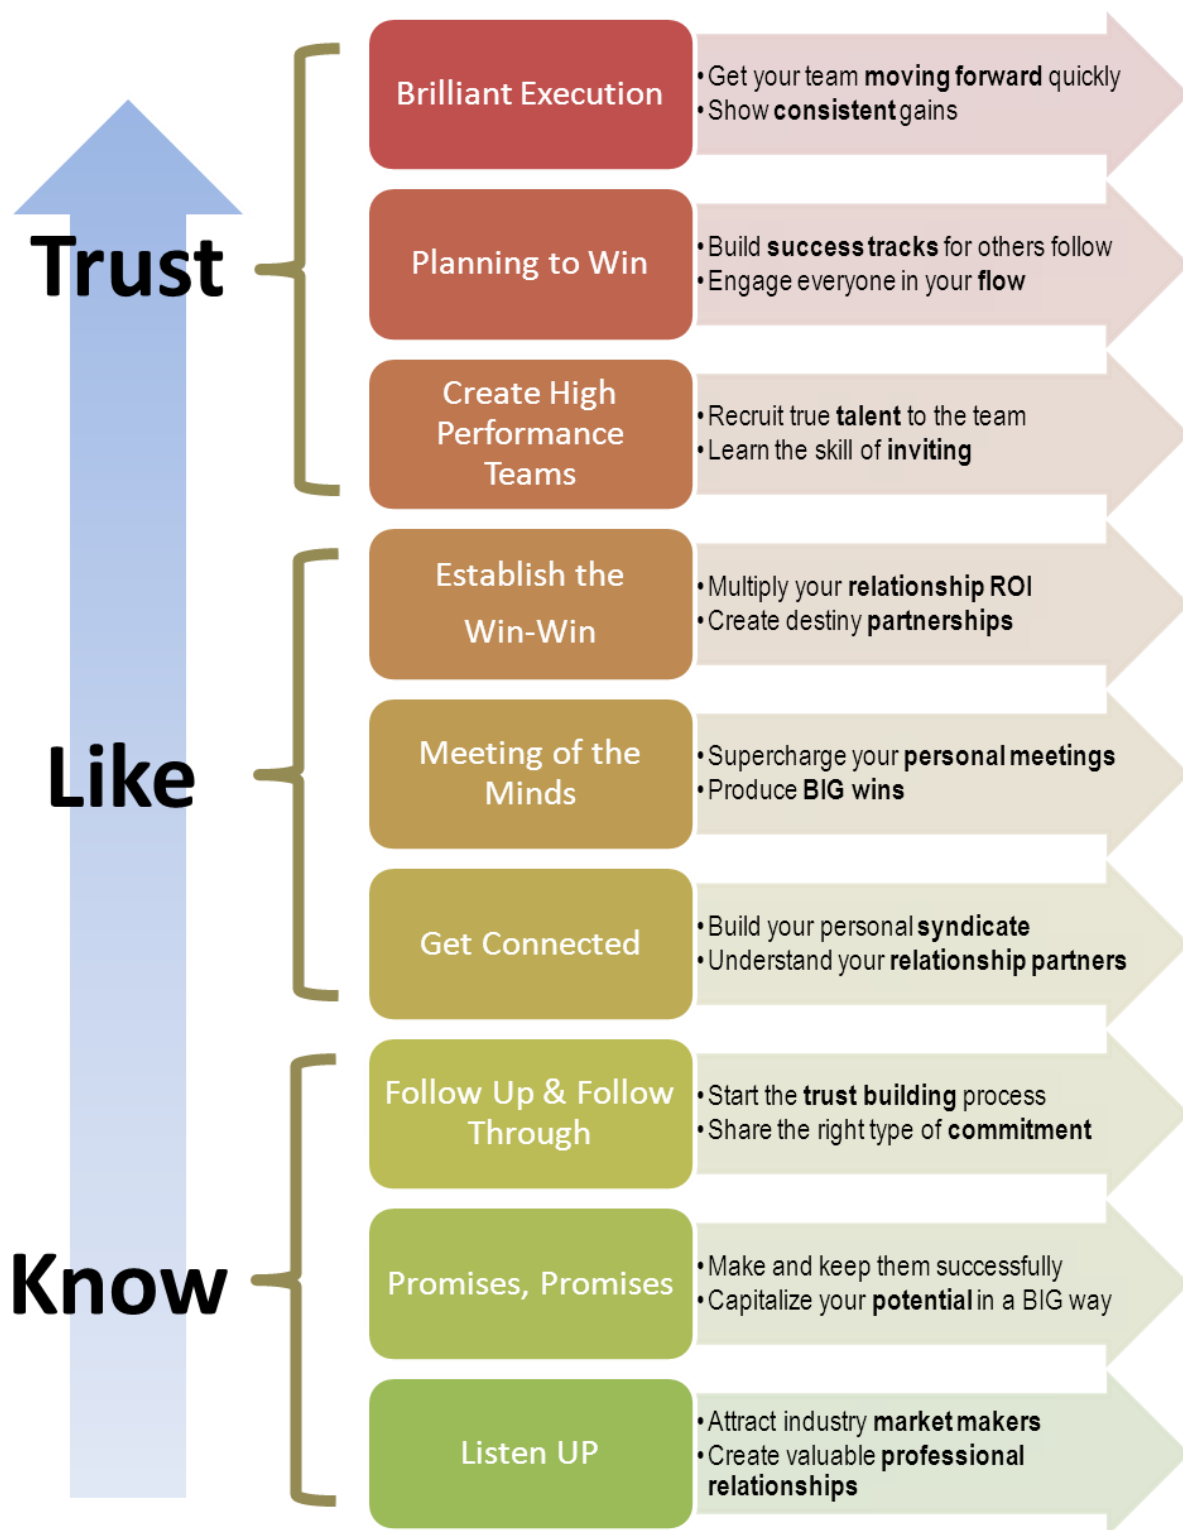 Trust
Brilliant Execution
• Get your team moving forward quickly
• Show consistent gains
Planning to Win
• Build success tracks for others follow
• Engage everyone in your flow
Create High
Performance
Teams
• Recruit true talent to the team
• Learn the skill of inviting
Like
Establish the
Win-Win
• Multiply your relationship ROI
• Create destiny partnerships
Meeting of the
Minds
• Supercharge your personal meetings
• Produce BIG wins
Get Connected
• Build your personal syndicate
• Understand your relationship partners
Know
Follow Up & Follow
Through
• Start the trust building process
• Share the right type of commitment
Promises, Promises
• Make and keep them successfully
• Capitalize your potential in a BIG way
Listen UP
• Attract industry market makers
• Create valuable professional
relationships